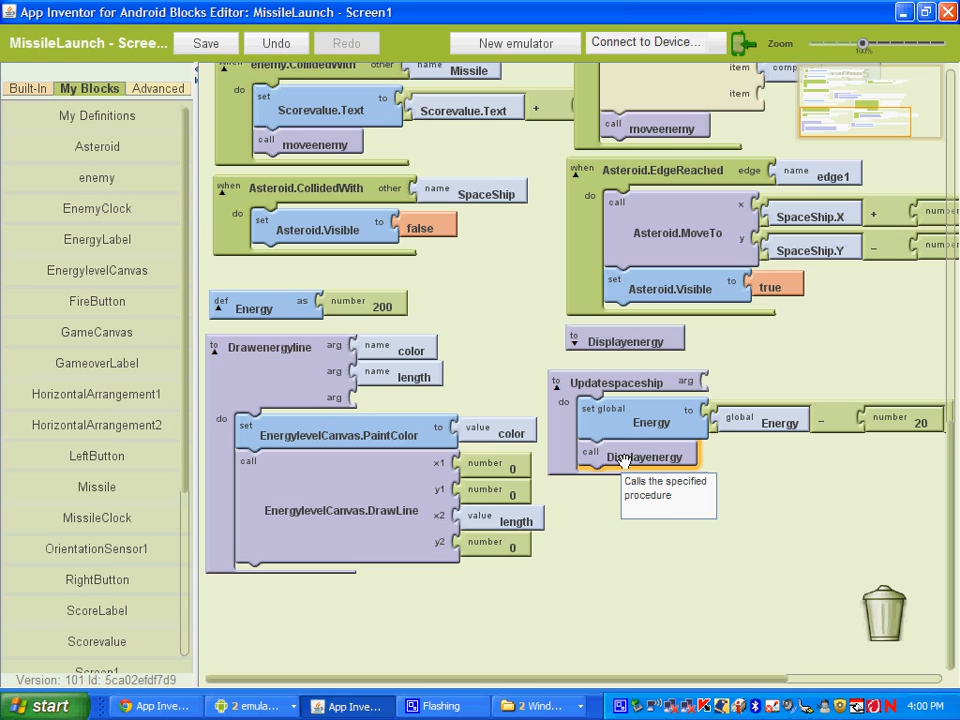 App Inventor for Android Blocks Editor: MissileLaunch - Screen1
MissileLaunch - Scree...
Save
Undo
Redo
New emulator
Connect to Device...
Zoom
100%
Built-In
My Blocks
Advanced
My Definitions
Asteroid
enemy
EnemyClock
EnergyLabel
EnergylevelCanvas
FireButton
GameCanvas
GameoverLabel
HorizontalArrangement1
HorizontalArrangement2
LeftButton
Missile
MissileClock
OrientationSensor1
RightButton
ScoreLabel
Scorevalue
Screen1
Version: 101 Id: 5ca02efdf7d9
enemy.CollidedWith other name Missile
do set Scorevalue.Text to Scorevalue.Text +
call moveenemy
item
item
call moveenemy
when Asteroid.CollidedWith other name SpaceShip
do set Asteroid.Visible to false
when Asteroid.EdgeReached edge name edge1
do call Asteroid.MoveTo
x SpaceShip.X +
y SpaceShip.Y −
set Asteroid.Visible to true
def Energy as number 200
to Displayenergy
to Drawenergyline arg name color
arg name length
arg
do set EnergylevelCanvas.PaintColor to value color
call EnergylevelCanvas.DrawLine
x1 number 0
y1 number 0
x2 value length
y2 number 0
to Updatespaceship arg
do set global Energy to global Energy − number 20
call Displayenergy
Calls the specified
procedure
start
App Inve...
2 emula...
App Inve...
Flashing
2 Wind...
4:00 PM